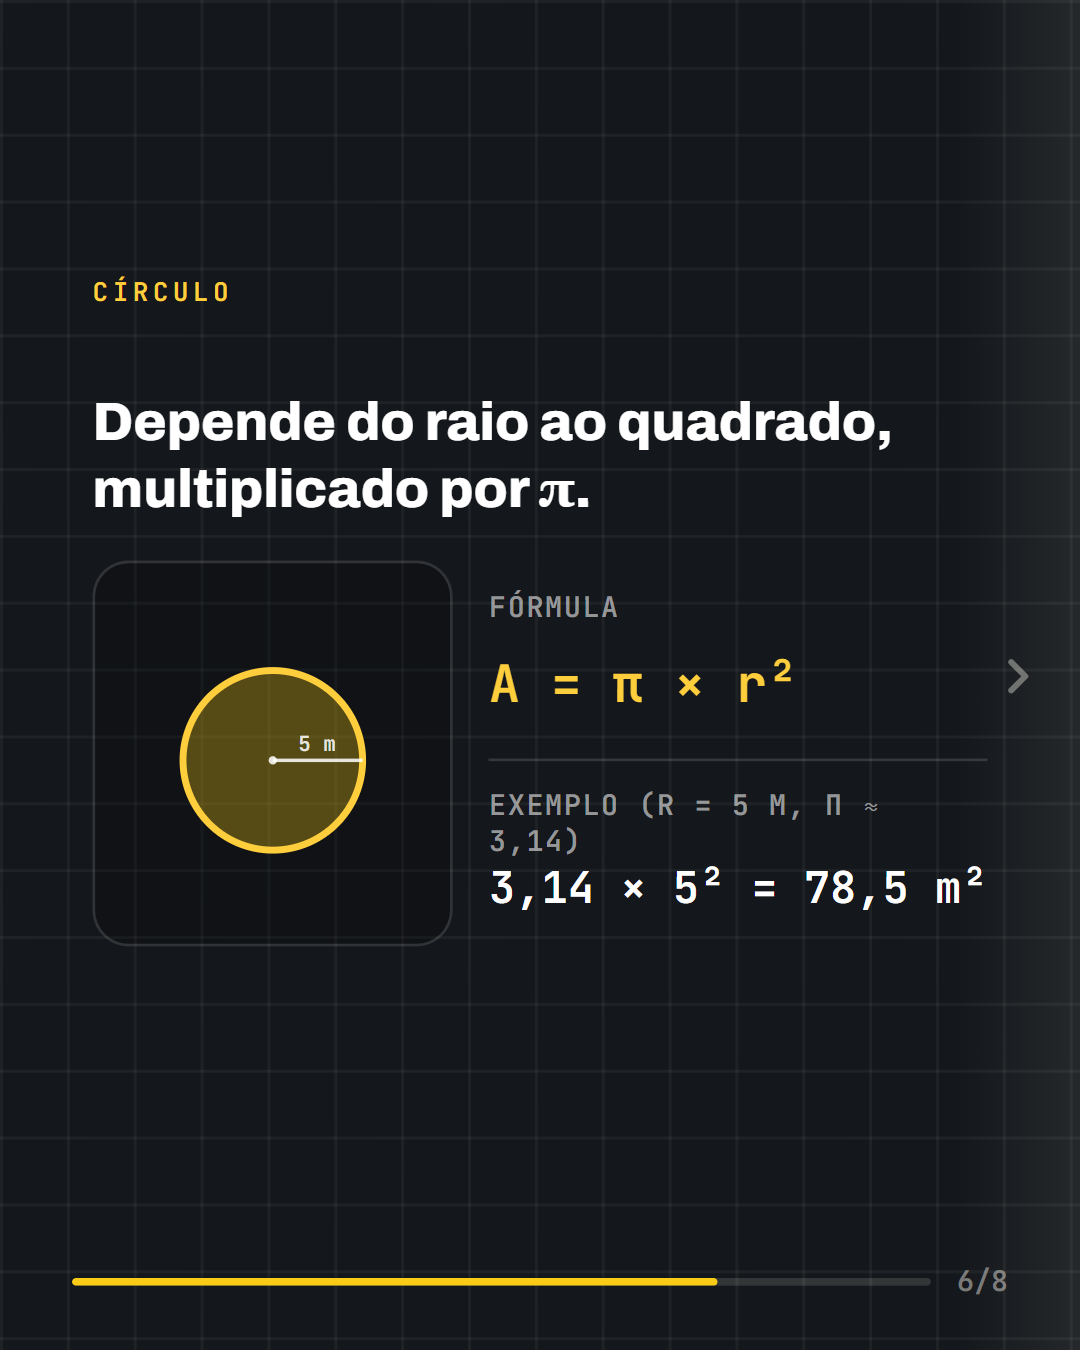 CÍRCULO
Depende do raio ao quadrado,
multiplicado por π.
5 m
FÓRMULA
A = π × r²
EXEMPLO (R = 5 M, Π ≈
3,14)
3,14 × 5² = 78,5 m²
6/8